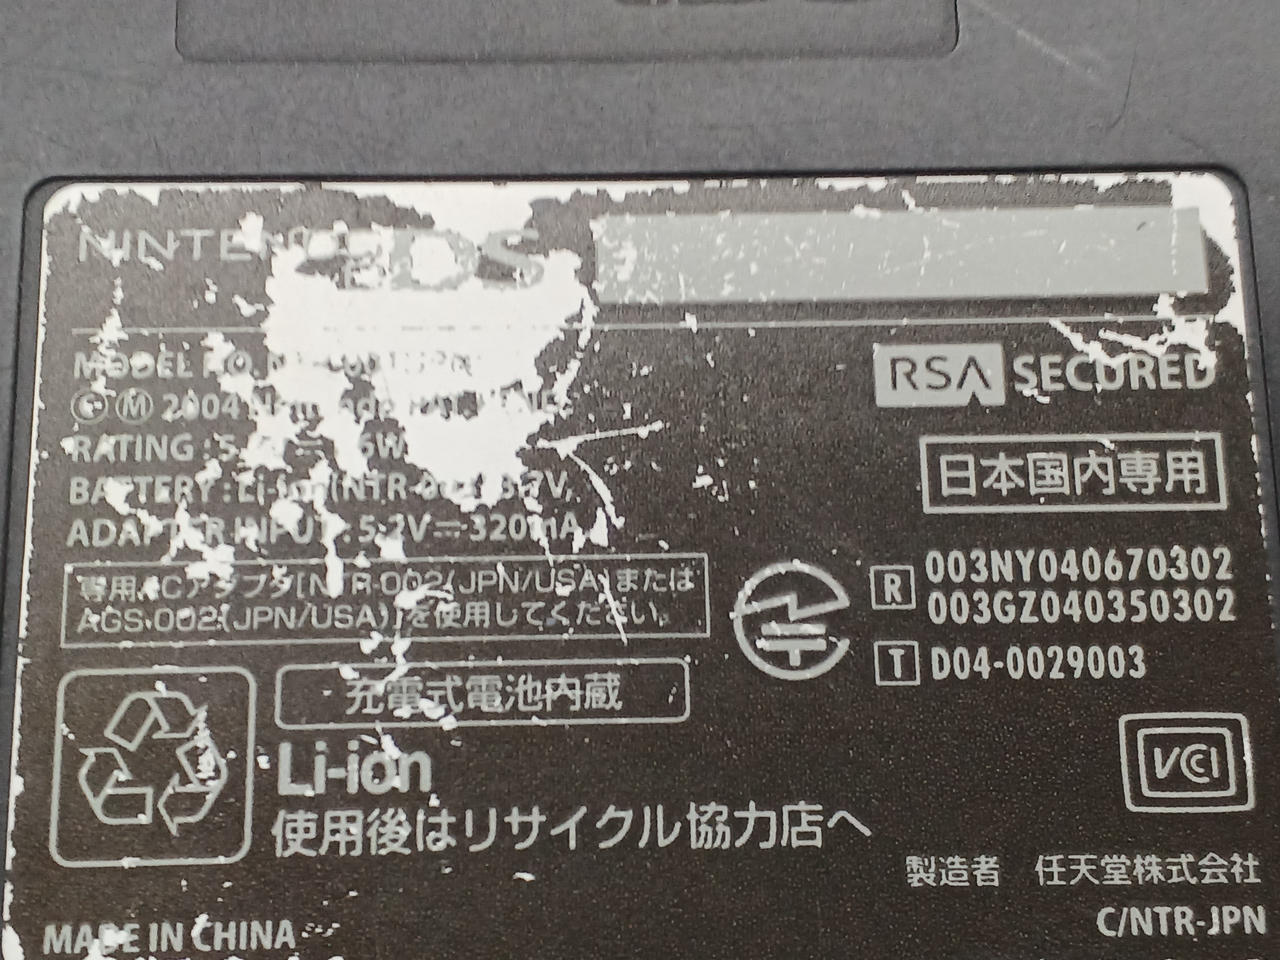 DS
RSA SECURED
2004
日本国内専用
RATING :
BATTERY : Li-ion
ADAPTER INPUT : 5.2V⎓320mA
専用ACアダプタ[NTR-002(JPN/USA)または
AGS-002(JPN/USA)]を使用してください。
R 003NY040670302
003GZ040350302
T D04-0029003
充電式電池内蔵
Li-ion
使用後はリサイクル協力店へ
VCCI
製造者 任天堂株式会社
MADE IN CHINA
C/NTR-JPN